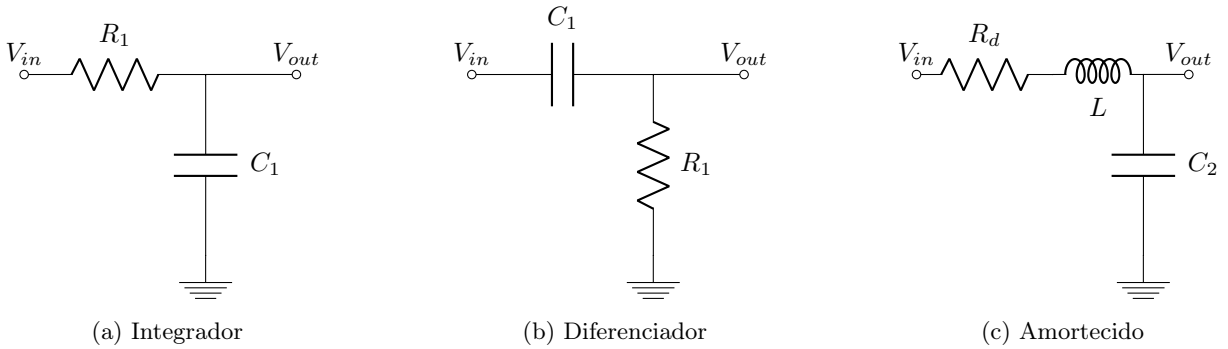 V_in R_1 V_out
C_1
(a) Integrador
C_1
V_in V_out
R_1
(b) Diferenciador
V_in R_d V_out
L
C_2
(c) Amortecido